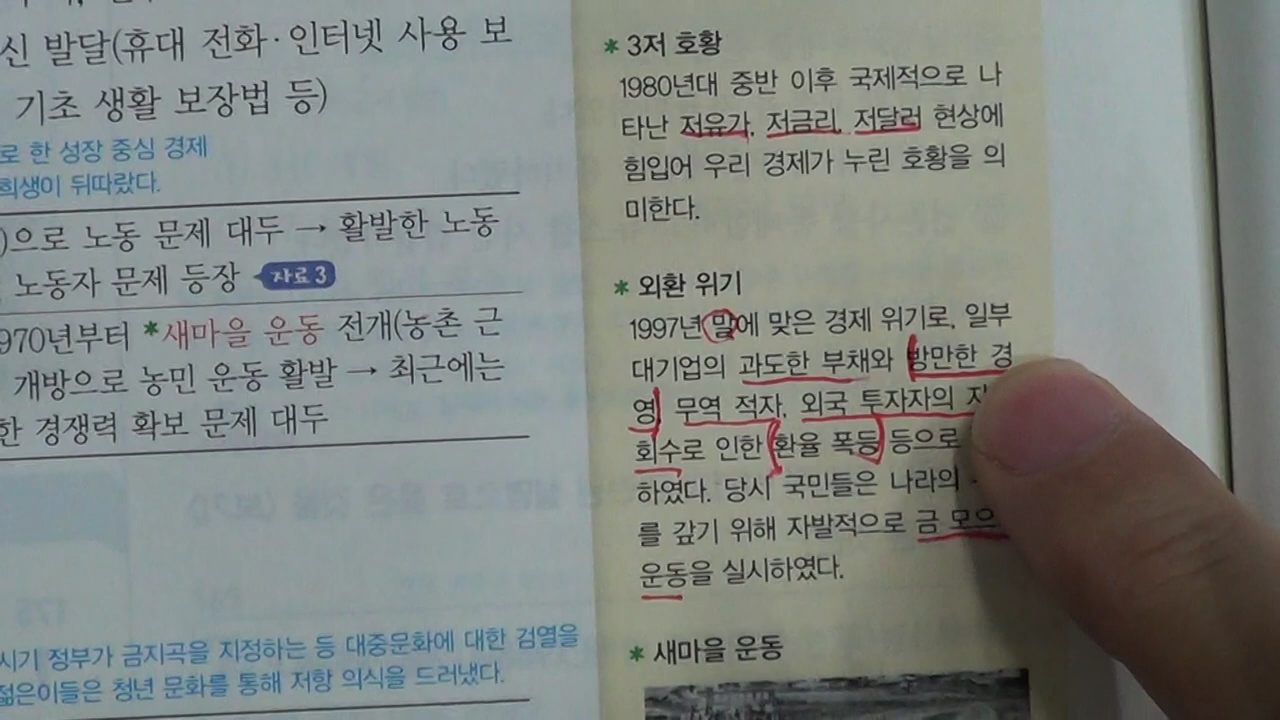 신 발달(휴대 전화·인터넷 사용 보
기초 생활 보장법 등)
로 한 성장 중심 경제
희생이 뒤따랐다.
)으로 노동 문제 대두 → 활발한 노동
노동자 문제 등장 자료 3
970년부터 *새마을 운동 전개(농촌 근
개방으로 농민 운동 활발 → 최근에는
한 경쟁력 확보 문제 대두
시기 정부가 금지곡을 지정하는 등 대중문화에 대한 검열을
젊은이들은 청년 문화를 통해 저항 의식을 드러냈다.
* 3저 호황
1980년대 중반 이후 국제적으로 나
타난 저유가, 저금리, 저달러 현상에
힘입어 우리 경제가 누린 호황을 의
미한다.
* 외환 위기
1997년 말에 맞은 경제 위기로, 일부
대기업의 과도한 부채와 방만한 경
영, 무역 적자, 외국 투자자의
회수로 인한 환율 폭등 등으로
하였다. 당시 국민들은 나라의
를 갚기 위해 자발적으로 금 모으
운동을 실시하였다.
* 새마을 운동